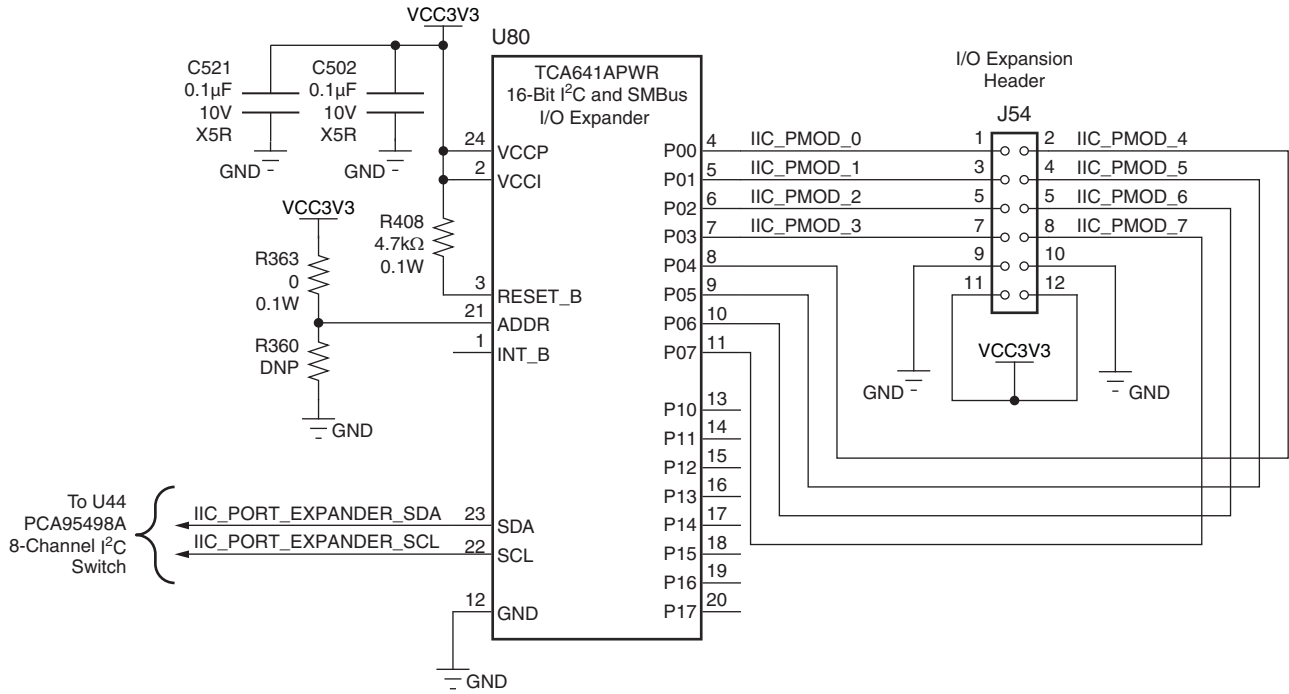 VCC3V3
C521
0.1µF
10V
X5R
C502
0.1µF
10V
X5R
GND
GND
VCC3V3
R363
0
0.1W
R360
DNP
GND
R408
4.7kΩ
0.1W
U80
TCA641APWR
16-Bit I²C and SMBus
I/O Expander
24 VCCP
2 VCCI
3 RESET_B
21 ADDR
1 INT_B
23 SDA
22 SCL
12 GND
GND
To U44
PCA95498A
8-Channel I²C
Switch
IIC_PORT_EXPANDER_SDA
IIC_PORT_EXPANDER_SCL
P00 4 IIC_PMOD_0
P01 5 IIC_PMOD_1
P02 6 IIC_PMOD_2
P03 7 IIC_PMOD_3
P04 8
P05 9
P06 10
P07 11
P10 13
P11 14
P12 15
P13 16
P14 17
P15 18
P16 19
P17 20
I/O Expansion
Header
J54
1 2 IIC_PMOD_4
3 4 IIC_PMOD_5
5 5 IIC_PMOD_6
7 8 IIC_PMOD_7
9 10
11 12
VCC3V3
GND
GND